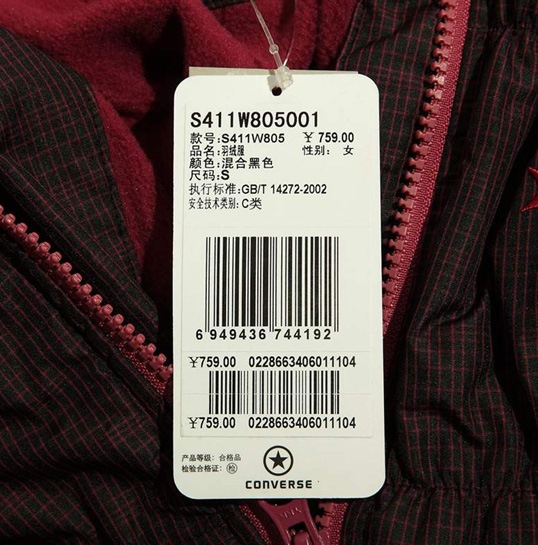 S411W805001
款号:S411W805 ¥ 759.00
品名:羽绒服 性别: 女
颜色:混合黑色
尺码:S
执行标准:GB/T 14272-2002
安全技术类别:C类
6 949436 744192
¥759.00 0228663406011104
¥759.00 0228663406011104
产品等级: 合格品
检验合格证: 检
CONVERSE